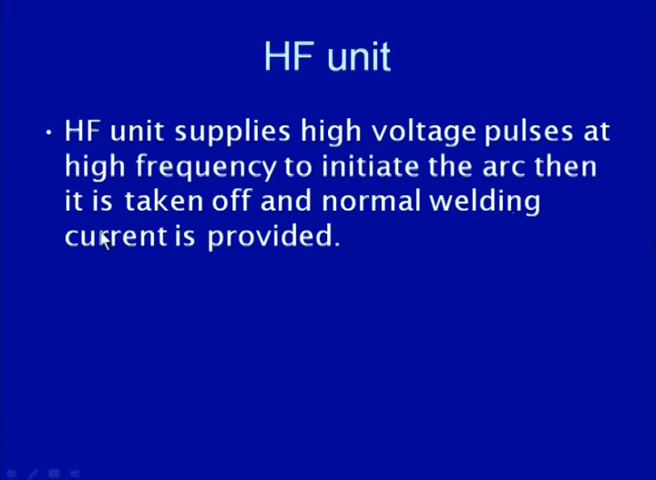 HF unit
• HF unit supplies high voltage pulses at
high frequency to initiate the arc then
it is taken off and normal welding
current is provided.